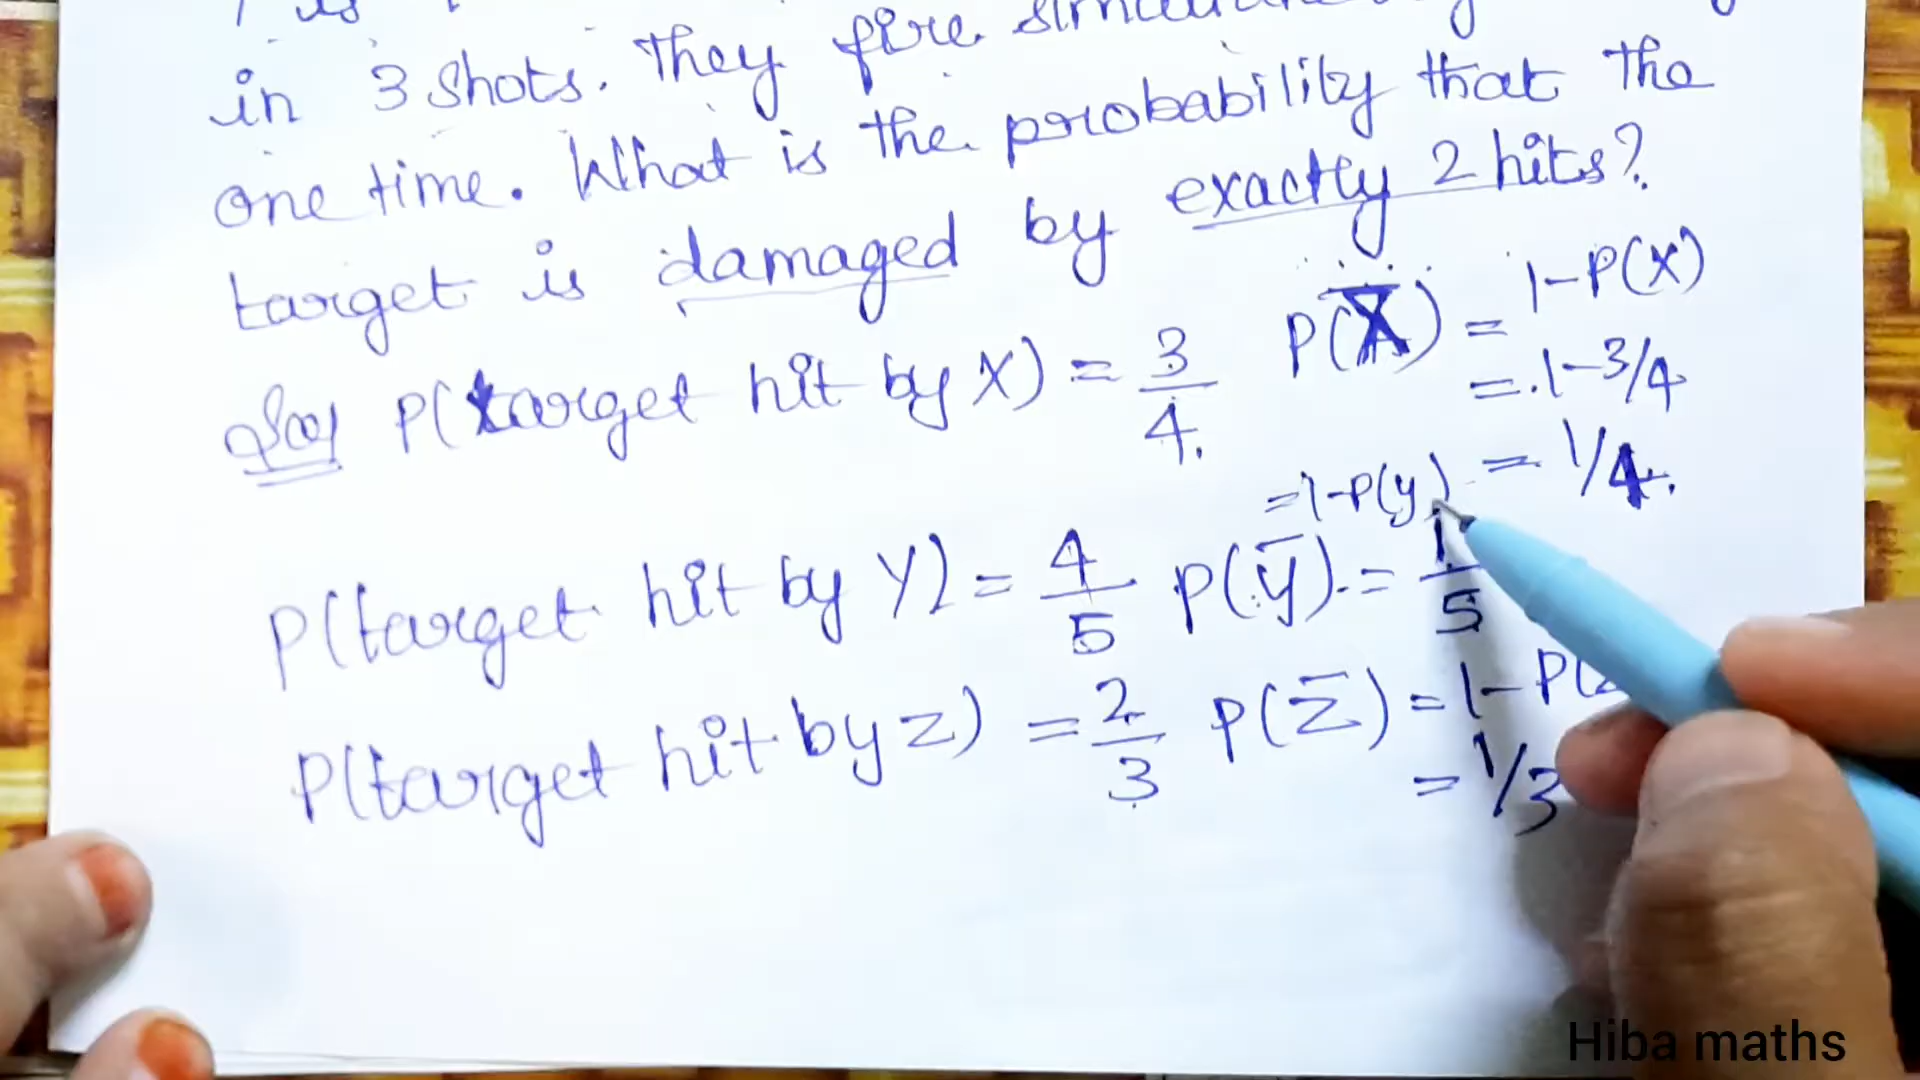 in 3 shots. They fire
one time. What is the probability that the
target is damaged by exactly 2 hits?
Sol P(target hit by X) = 3/4. P(X̅) = 1-P(X)
= 1-3/4
= 1/4.
= 1-P(y)
P(target hit by Y) = 4/5 P(y̅) = 1/5
P(target hit by Z) = 2/3 P(Z̅) = 1-P(
= 1/3
Hiba maths